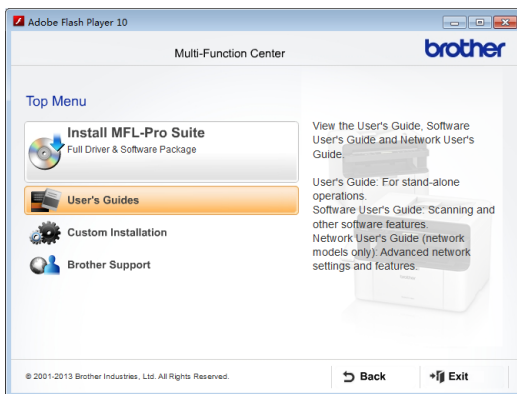 Adobe Flash Player 10
Multi-Function Center
brother
Top Menu
Install MFL-Pro Suite
Full Driver & Software Package
User's Guides
Custom Installation
Brother Support
View the User's Guide, Software
User's Guide and Network User's
Guide.
User's Guide: For stand-alone
operations.
Software User's Guide: Scanning and
other software features.
Network User's Guide (network
models only): Advanced network
settings and features.
© 2001-2013 Brother Industries, Ltd. All Rights Reserved.
Back
Exit